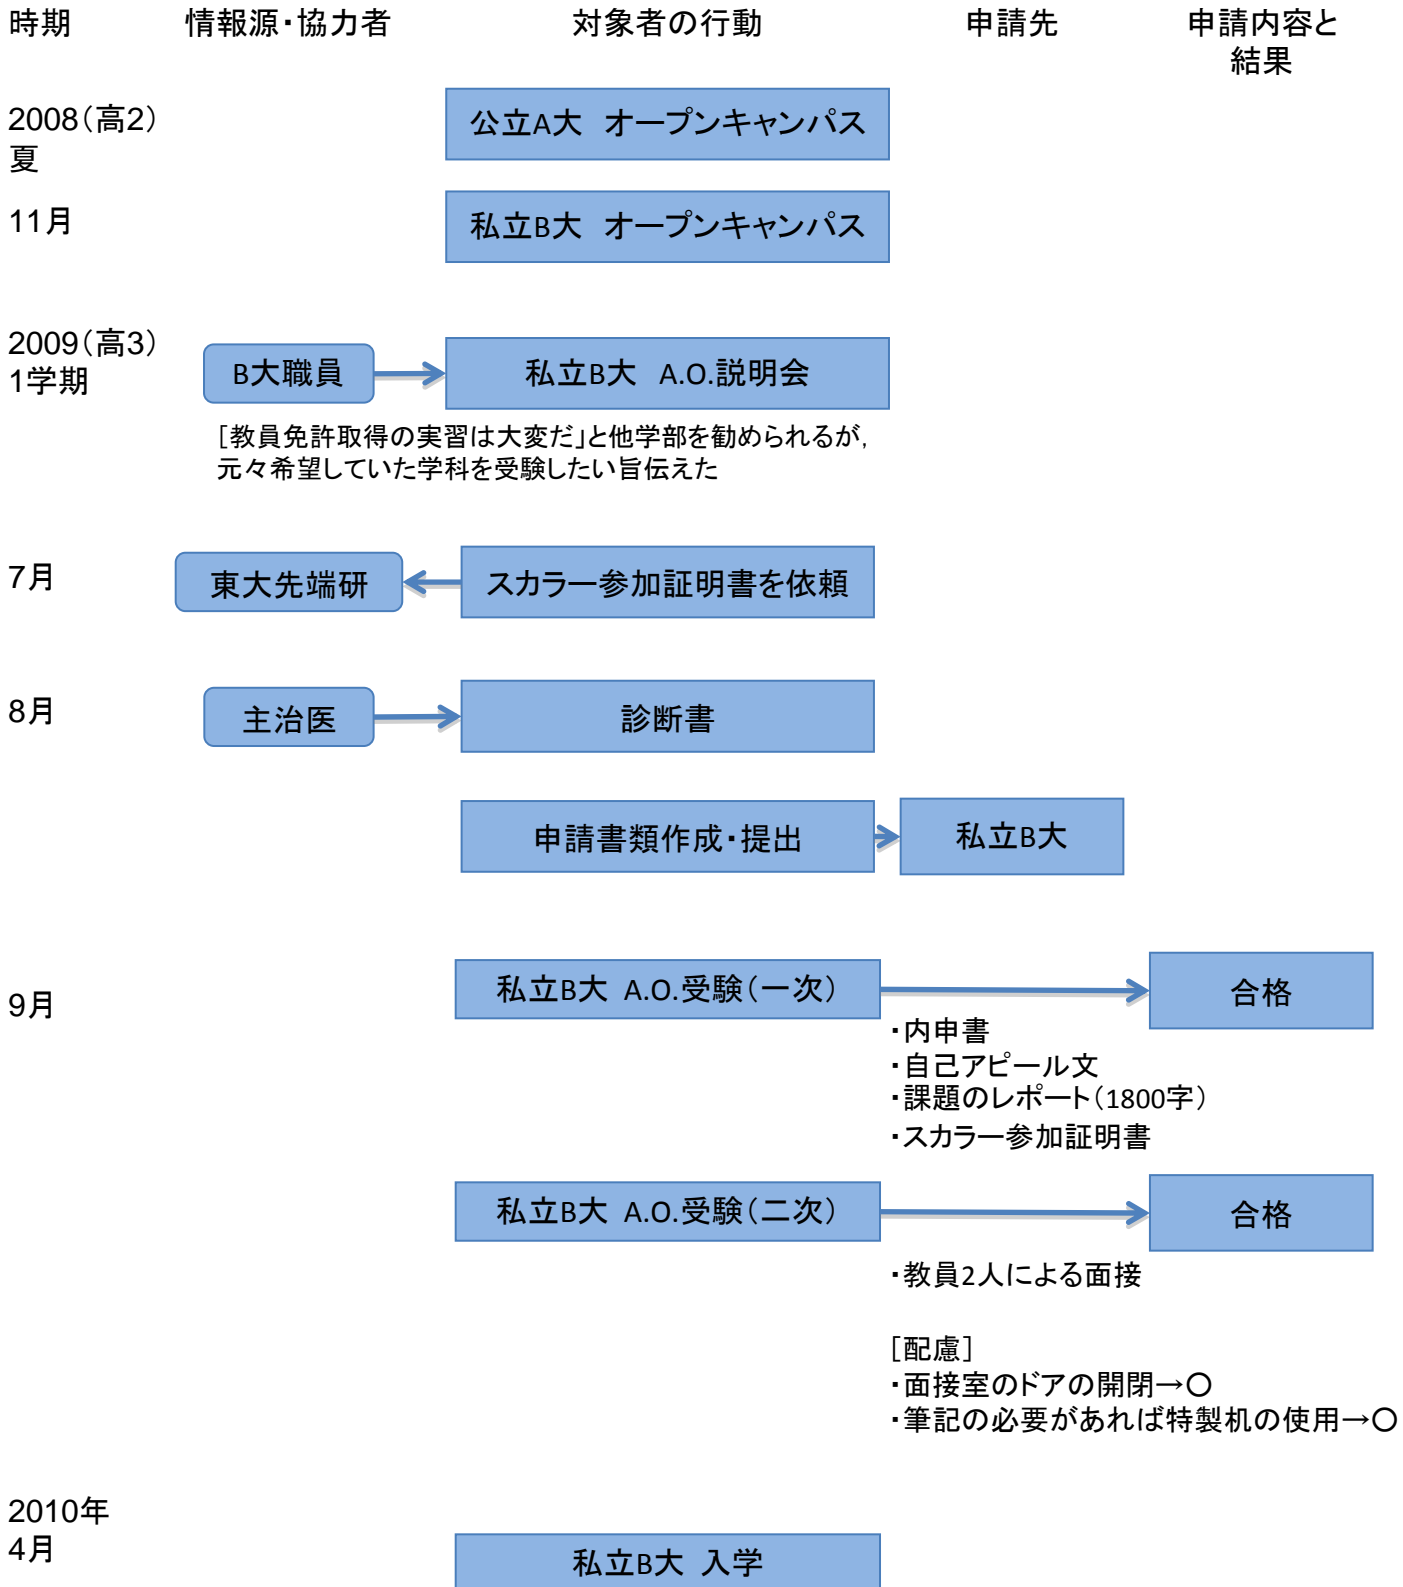 時期 情報源・協力者 対象者の行動 申請先 申請内容と
結果
2008（高2）
夏
公立A大　オープンキャンパス
11月
私立B大　オープンキャンパス
2009（高3）
1学期
B大職員
私立B大　A.O.説明会
［教員免許取得の実習は大変だ」と他学部を勧められるが，
元々希望していた学科を受験したい旨伝えた
7月
東大先端研
スカラー参加証明書を依頼
8月
主治医
診断書
申請書類作成・提出
私立B大
9月
私立B大 A.O.受験（一次）
合格
・内申書
・自己アピール文
・課題のレポート（1800字）
・スカラー参加証明書
私立B大 A.O.受験（二次）
合格
・教員2人による面接
［配慮］
・面接室のドアの開閉→〇
・筆記の必要があれば特製机の使用→〇
2010年
4月
私立B大 入学